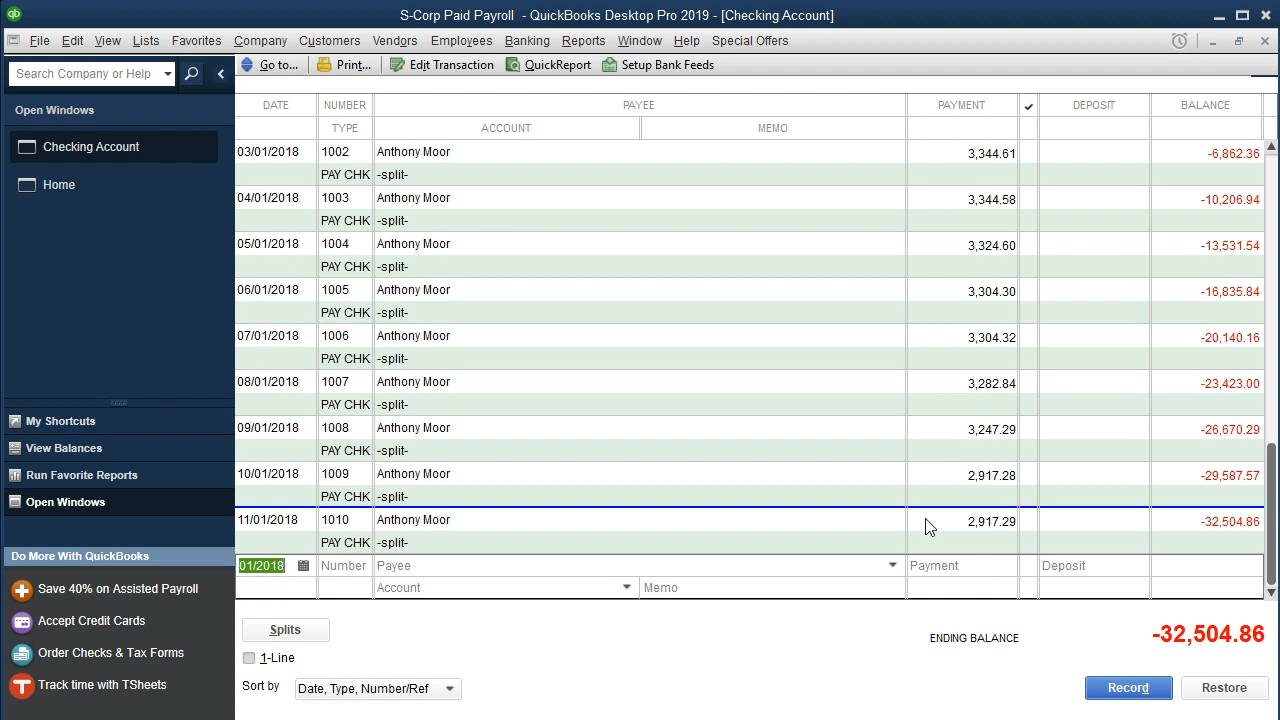 S-Corp Paid Payroll - QuickBooks Desktop Pro 2019 - [Checking Account]
File Edit View Lists Favorites Company Customers Vendors Employees Banking Reports Window Help Special Offers
Search Company or Help
Go to... Print... Edit Transaction QuickReport Setup Bank Feeds
Open Windows
Checking Account
Home
My Shortcuts
View Balances
Run Favorite Reports
Open Windows
Do More With QuickBooks
Save 40% on Assisted Payroll
Accept Credit Cards
Order Checks & Tax Forms
Track time with TSheets
DATE NUMBER PAYEE PAYMENT ✓ DEPOSIT BALANCE
TYPE ACCOUNT MEMO
03/01/2018 1002 Anthony Moor 3,344.61 -6,862.36
PAY CHK -split-
04/01/2018 1003 Anthony Moor 3,344.58 -10,206.94
PAY CHK -split-
05/01/2018 1004 Anthony Moor 3,324.60 -13,531.54
PAY CHK -split-
06/01/2018 1005 Anthony Moor 3,304.30 -16,835.84
PAY CHK -split-
07/01/2018 1006 Anthony Moor 3,304.32 -20,140.16
PAY CHK -split-
08/01/2018 1007 Anthony Moor 3,282.84 -23,423.00
PAY CHK -split-
09/01/2018 1008 Anthony Moor 3,247.29 -26,670.29
PAY CHK -split-
10/01/2018 1009 Anthony Moor 2,917.28 -29,587.57
PAY CHK -split-
11/01/2018 1010 Anthony Moor 2,917.29 -32,504.86
PAY CHK -split-
01/2018 Number Payee Payment Deposit
Account Memo
Splits
ENDING BALANCE -32,504.86
1-Line
Sort by Date, Type, Number/Ref
Record Restore